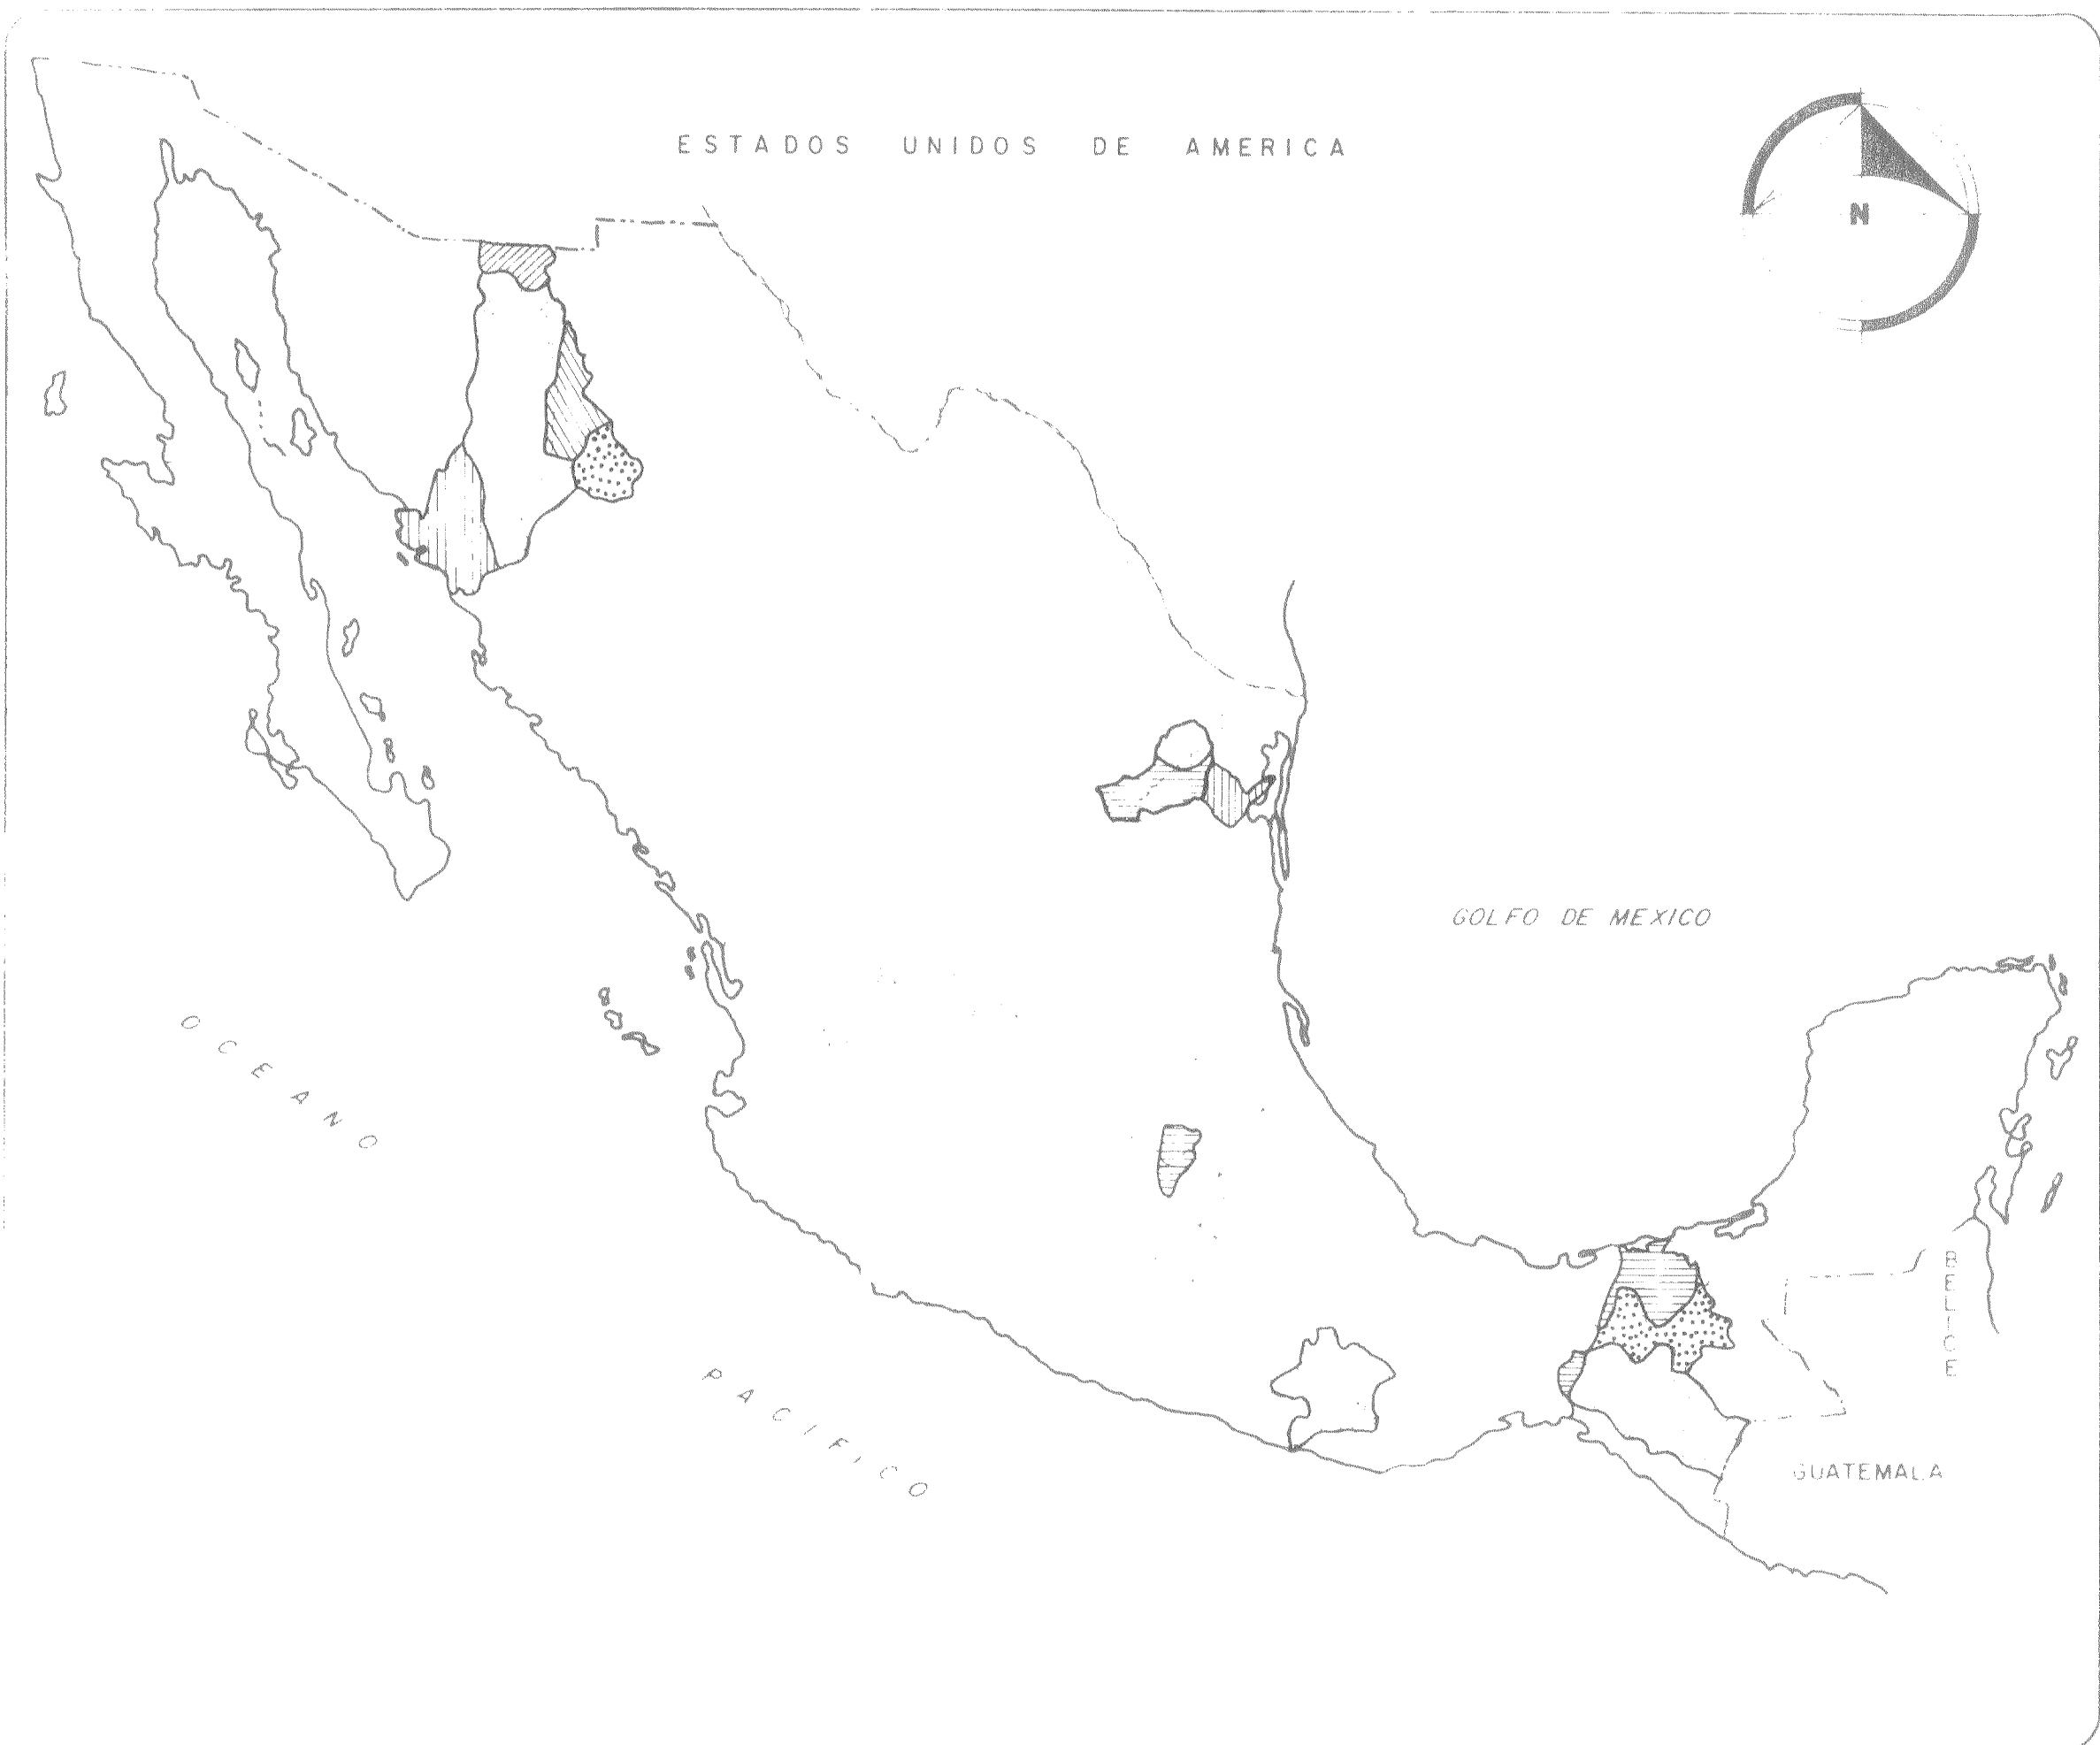 ESTADOS UNIDOS DE AMERICA
N
GOLFO DE MEXICO
OCEANO
PACIFICO
BELICE
GUATEMALA